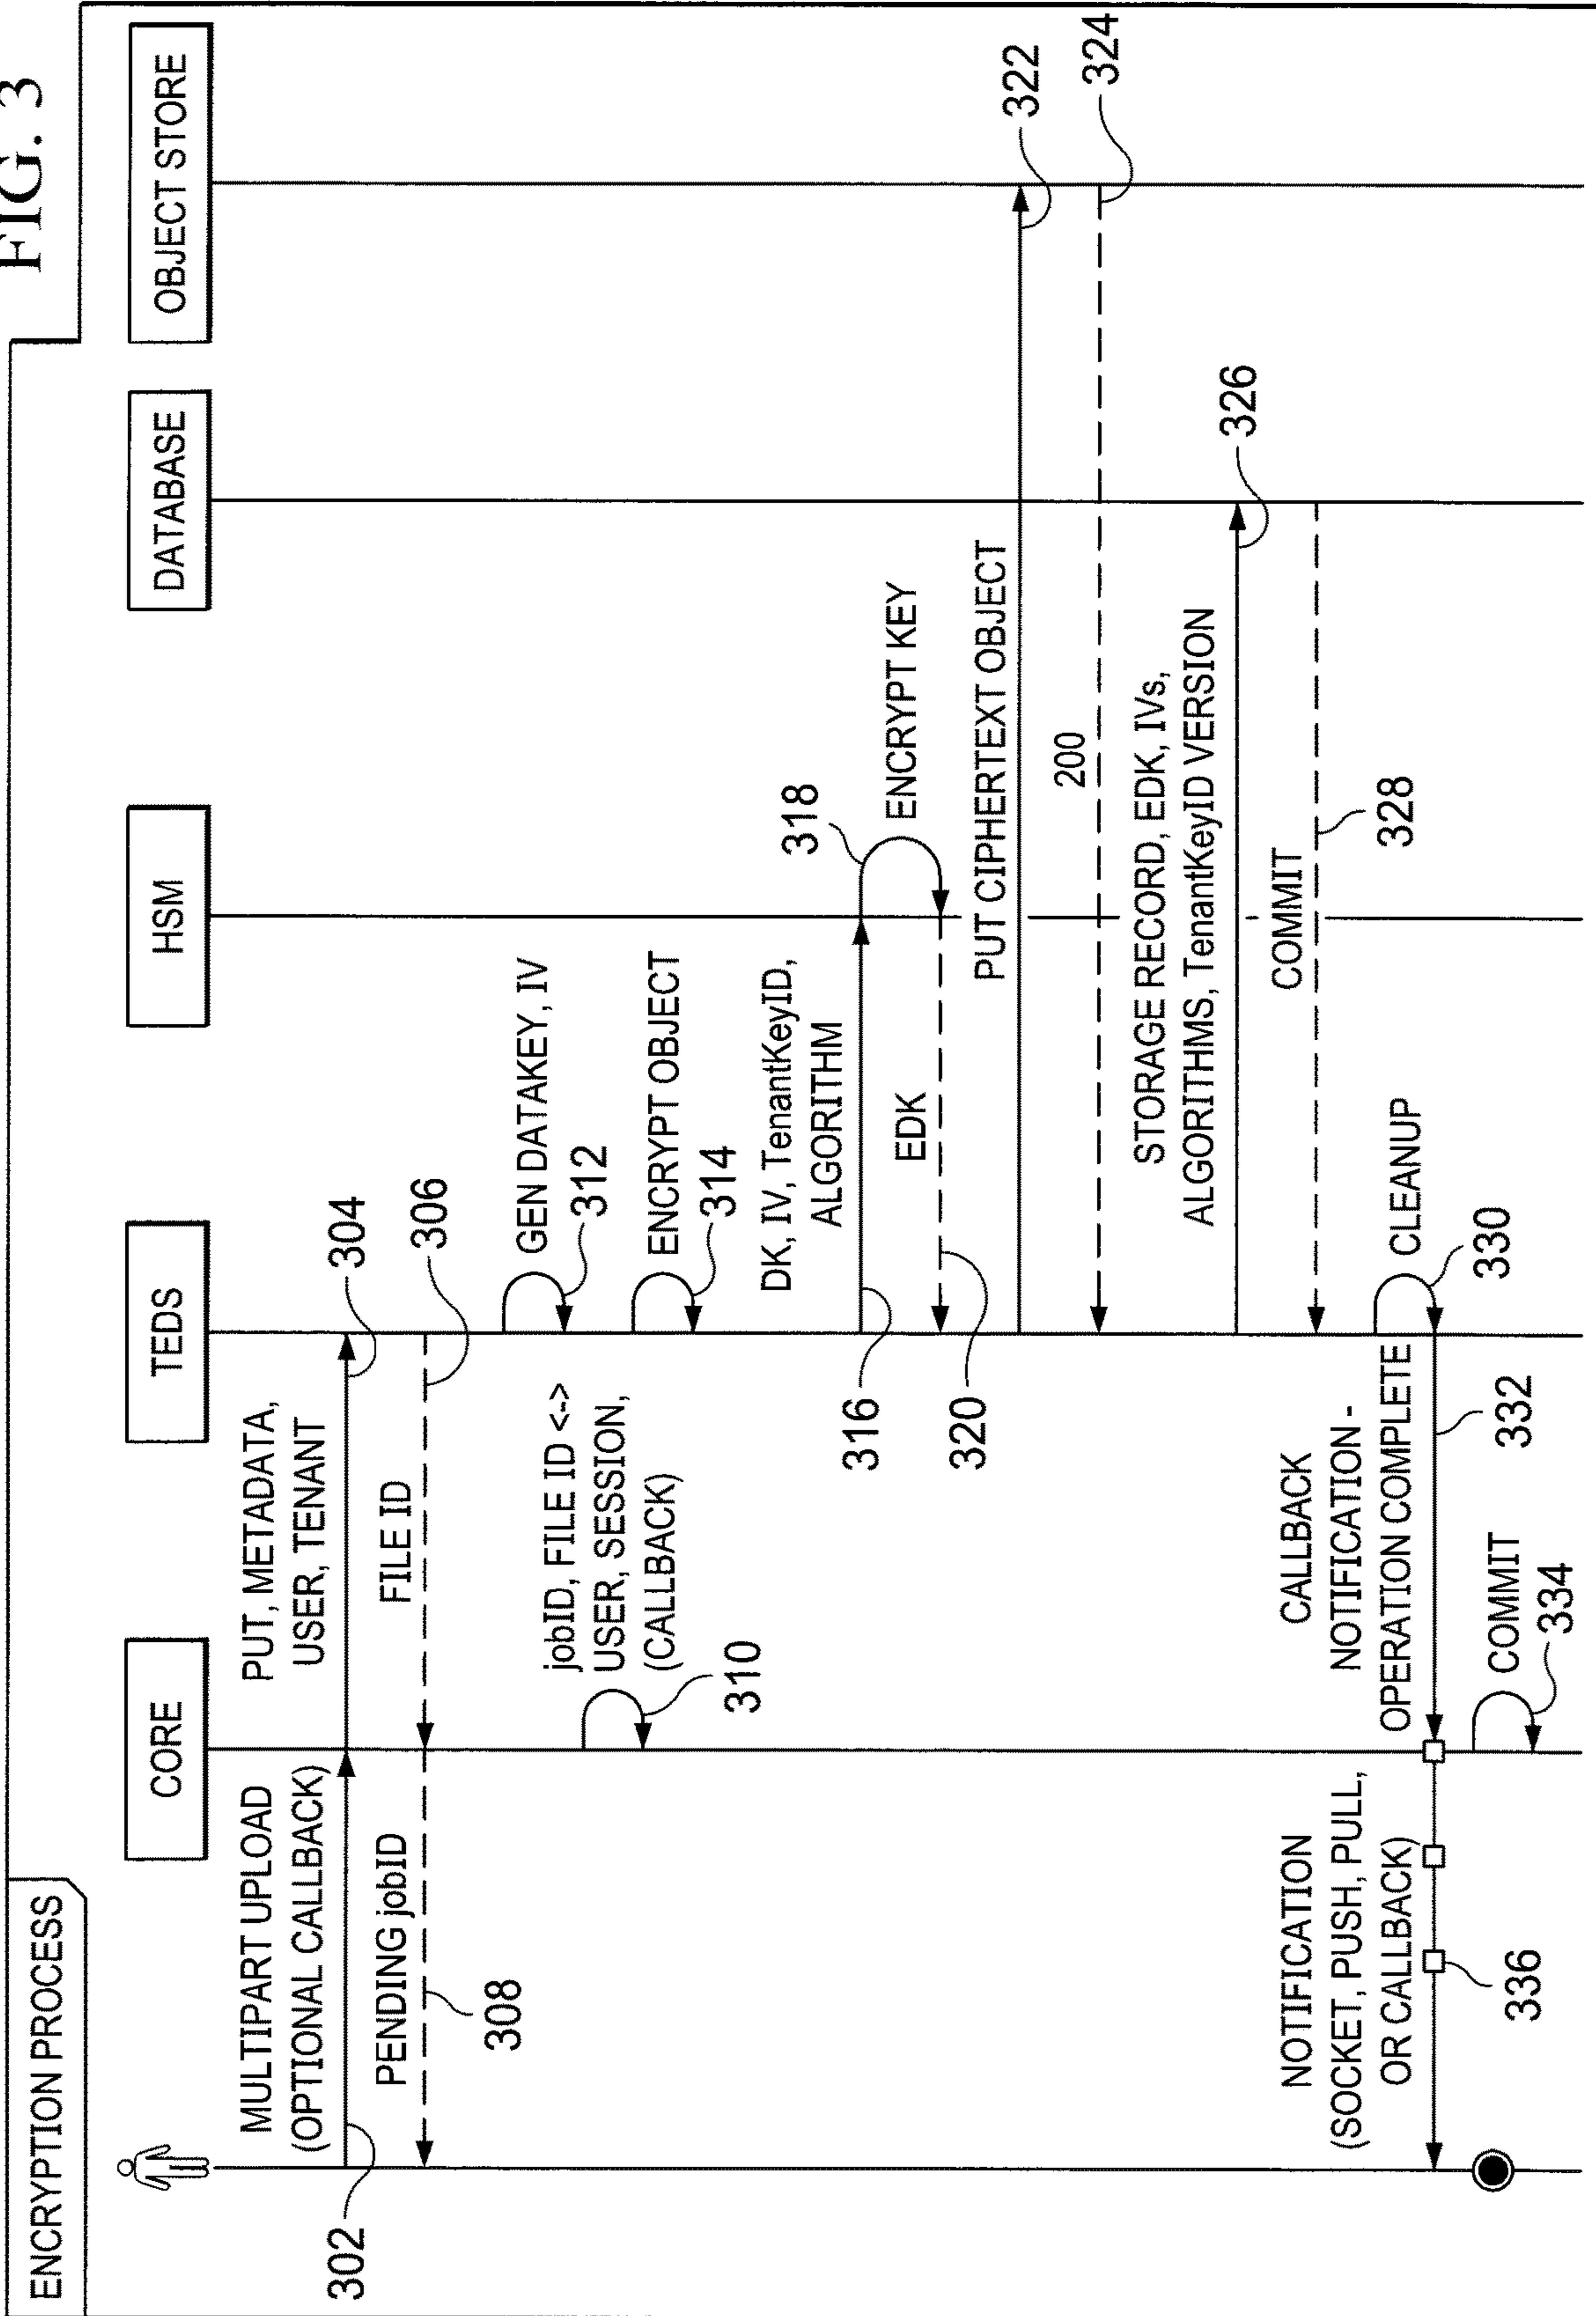 FIG. 3
ENCRYPTION PROCESS
CORE
TEDS
HSM
DATABASE
OBJECT STORE
MULTIPART UPLOAD
(OPTIONAL CALLBACK)
302
PUT, METADATA,
USER, TENANT
304
FILE ID
306
PENDING jobID
308
jobID, FILE ID <->
USER, SESSION,
(CALLBACK)
310
GEN DATAKEY, IV
312
ENCRYPT OBJECT
314
DK, IV, TenantKeyID,
ALGORITHM
316
318
ENCRYPT KEY
EDK
320
PUT CIPHERTEXT OBJECT
322
200
324
STORAGE RECORD, EDK, IVs,
ALGORITHMS, TenantKeyID VERSION
326
COMMIT
328
CLEANUP
330
CALLBACK
NOTIFICATION -
OPERATION COMPLETE
332
COMMIT
334
NOTIFICATION
(SOCKET, PUSH, PULL,
OR CALLBACK)
336